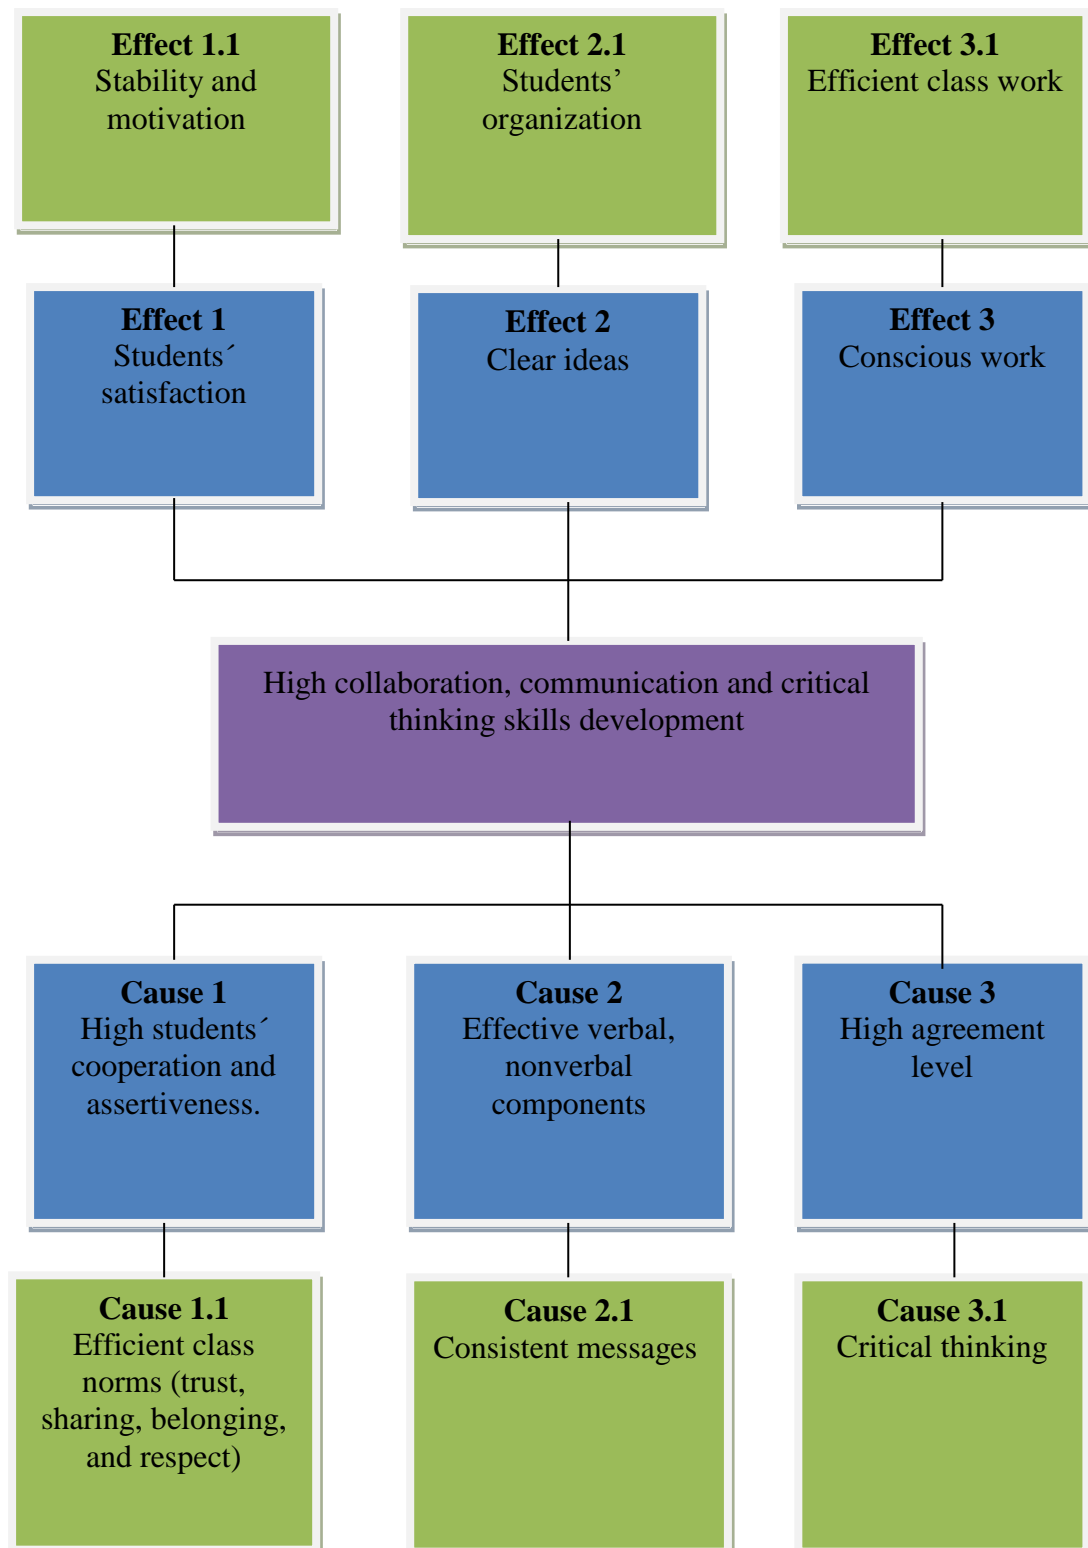 Effect 1.1
Stability and
motivation
Effect 2.1
Students’
organization
Effect 3.1
Efficient class work
Effect 1
Students´
satisfaction
Effect 2
Clear ideas
Effect 3
Conscious work
High collaboration, communication and critical
thinking skills development
Cause 1
High students´
cooperation and
assertiveness.
Cause 2
Effective verbal,
nonverbal
components
Cause 3
High agreement
level
Cause 1.1
Efficient class
norms (trust,
sharing, belonging,
and respect)
Cause 2.1
Consistent messages
Cause 3.1
Critical thinking